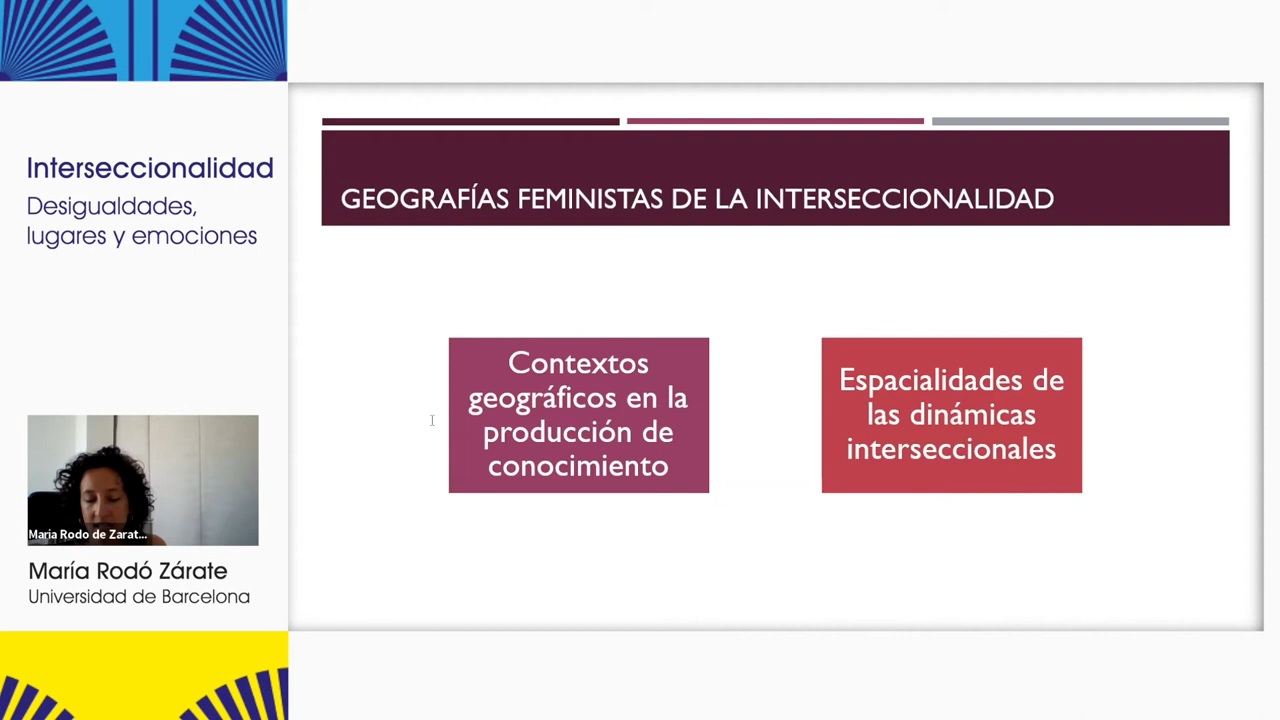 Interseccionalidad
Desigualdades,
lugares y emociones
GEOGRAFÍAS FEMINISTAS DE LA INTERSECCIONALIDAD
Contextos
geográficos en la
producción de
conocimiento
Espacialidades de
las dinámicas
interseccionales
Maria Rodo de Zarat...
María Rodó Zárate
Universidad de Barcelona